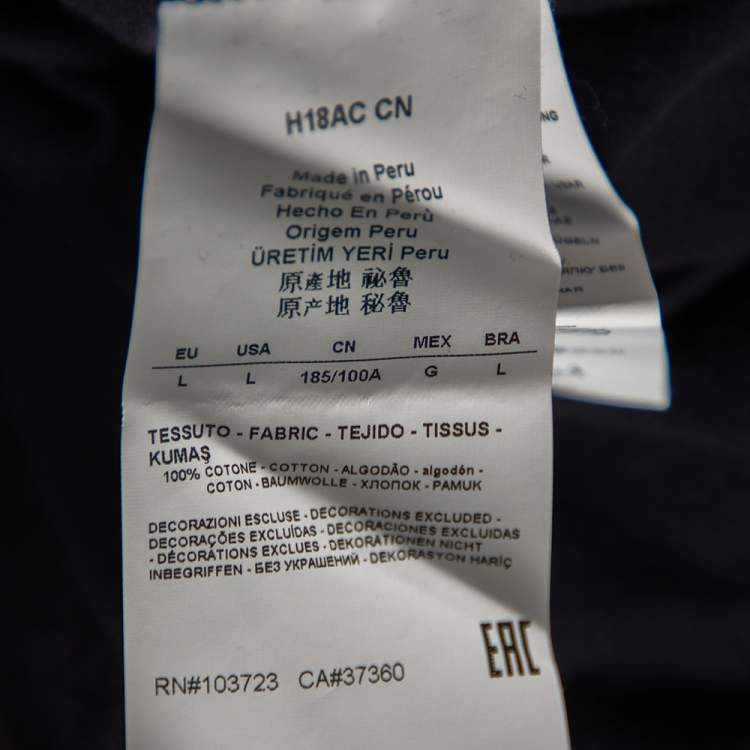 H18AC CN
Made in Peru
Fabriqué en Pérou
Hecho En Perù
Origem Peru
ÜRETİM YERİ Peru
原產地 祕魯
原产地 秘鲁
EU USA CN MEX BRA
L L 185/100A G L
TESSUTO - FABRIC - TEJIDO - TISSUS -
KUMAŞ
100% COTONE - COTTON - ALGODÃO - algodón -
COTON - BAUMWOLLE - ХЛОПОК - PAMUK
DECORAZIONI ESCLUSE - DECORATIONS EXCLUDED -
DECORAÇÕES EXCLUÍDAS - DECORACIONES EXCLUIDAS
- DÉCORATIONS EXCLUES - DEKORATIONEN NICHT
INBEGRIFFEN - БЕЗ УКРАШЕНИЙ - DEKORASYON HARIÇ
EAC
RN#103723 CA#37360